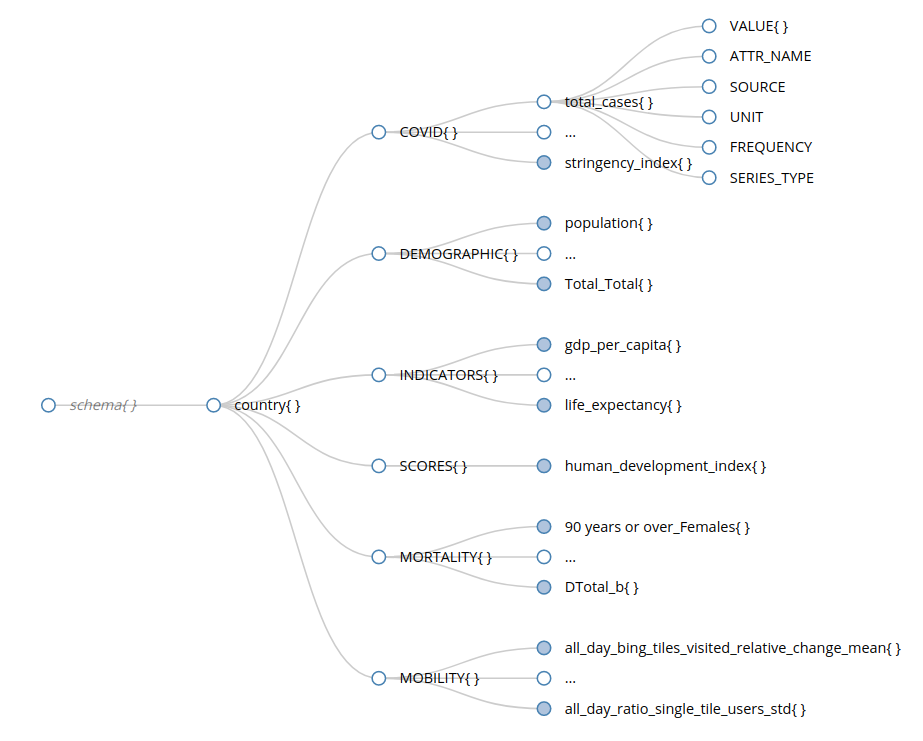 VALUE{ }
ATTR_NAME
SOURCE
UNIT
FREQUENCY
SERIES_TYPE
total_cases{ }
COVID{ }
...
stringency_index{ }
population{ }
DEMOGRAPHIC{ }
...
Total_Total{ }
gdp_per_capita{ }
INDICATORS{ }
...
life_expectancy{ }
schema{ }
country{ }
SCORES{ }
human_development_index{ }
90 years or over_Females{ }
MORTALITY{ }
...
DTotal_b{ }
all_day_bing_tiles_visited_relative_change_mean{ }
MOBILITY{ }
...
all_day_ratio_single_tile_users_std{ }